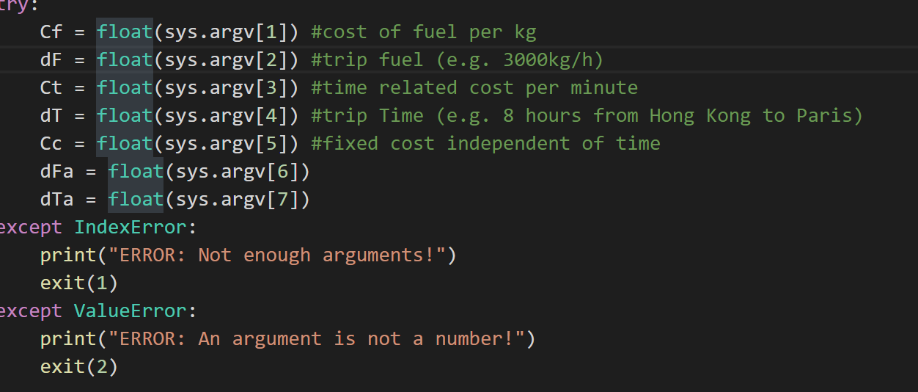 try:
    Cf = float(sys.argv[1]) #cost of fuel per kg
    dF = float(sys.argv[2]) #trip fuel (e.g. 3000kg/h)
    Ct = float(sys.argv[3]) #time related cost per minute
    dT = float(sys.argv[4]) #trip Time (e.g. 8 hours from Hong Kong to Paris)
    Cc = float(sys.argv[5]) #fixed cost independent of time
    dFa = float(sys.argv[6])
    dTa = float(sys.argv[7])
except IndexError:
    print("ERROR: Not enough arguments!")
    exit(1)
except ValueError:
    print("ERROR: An argument is not a number!")
    exit(2)